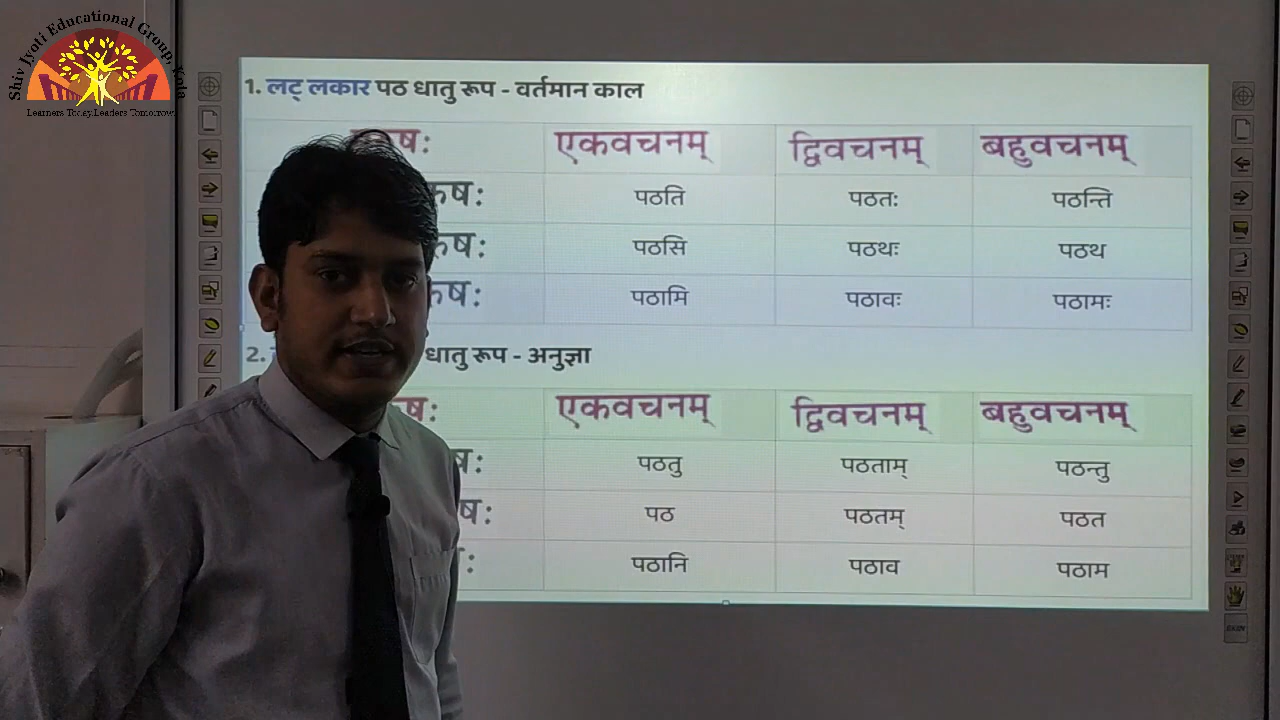 Shiv Jyoti Educational Group,
Learners Today.Leaders Tomorrow.
1. लट् लकार पठ धातु रूप - वर्तमान काल
एकवचनम् द्विवचनम् बहुवचनम्
पठति पठतः पठन्ति
पठसि पठथः पठथ
पठामि पठावः पठामः
2. धातु रूप - अनुज्ञा
एकवचनम् द्विवचनम् बहुवचनम्
पठतु पठताम् पठन्तु
पठ पठतम् पठत
पठानि पठाव पठाम